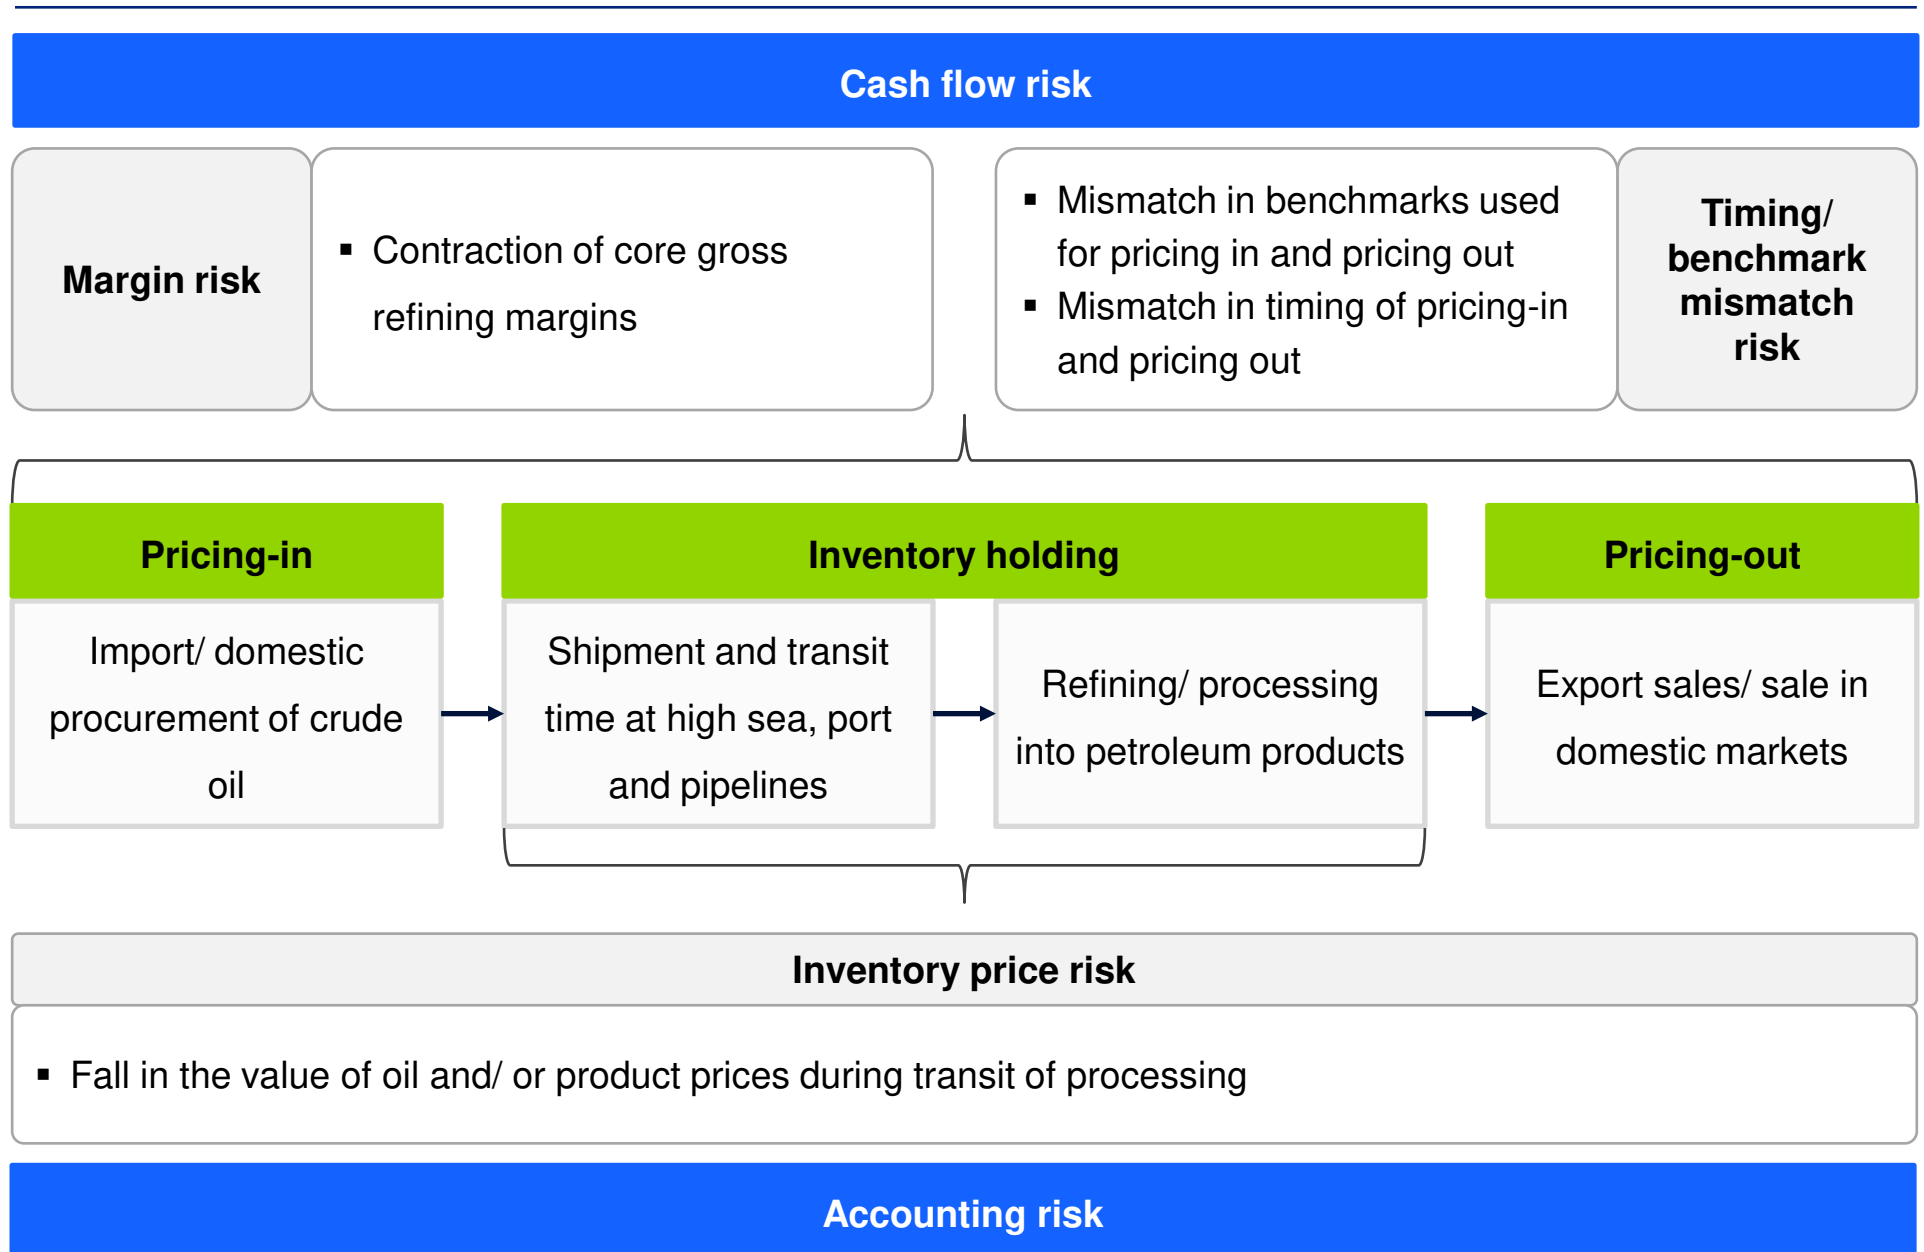 Cash flow risk
Margin risk
▪ Contraction of core gross
refining margins
▪ Mismatch in benchmarks used
for pricing in and pricing out
▪ Mismatch in timing of pricing-in
and pricing out
Timing/
benchmark
mismatch
risk
Pricing-in
Inventory holding
Pricing-out
Import/ domestic
procurement of crude
oil
Shipment and transit
time at high sea, port
and pipelines
Refining/ processing
into petroleum products
Export sales/ sale in
domestic markets
Inventory price risk
▪ Fall in the value of oil and/ or product prices during transit of processing
Accounting risk